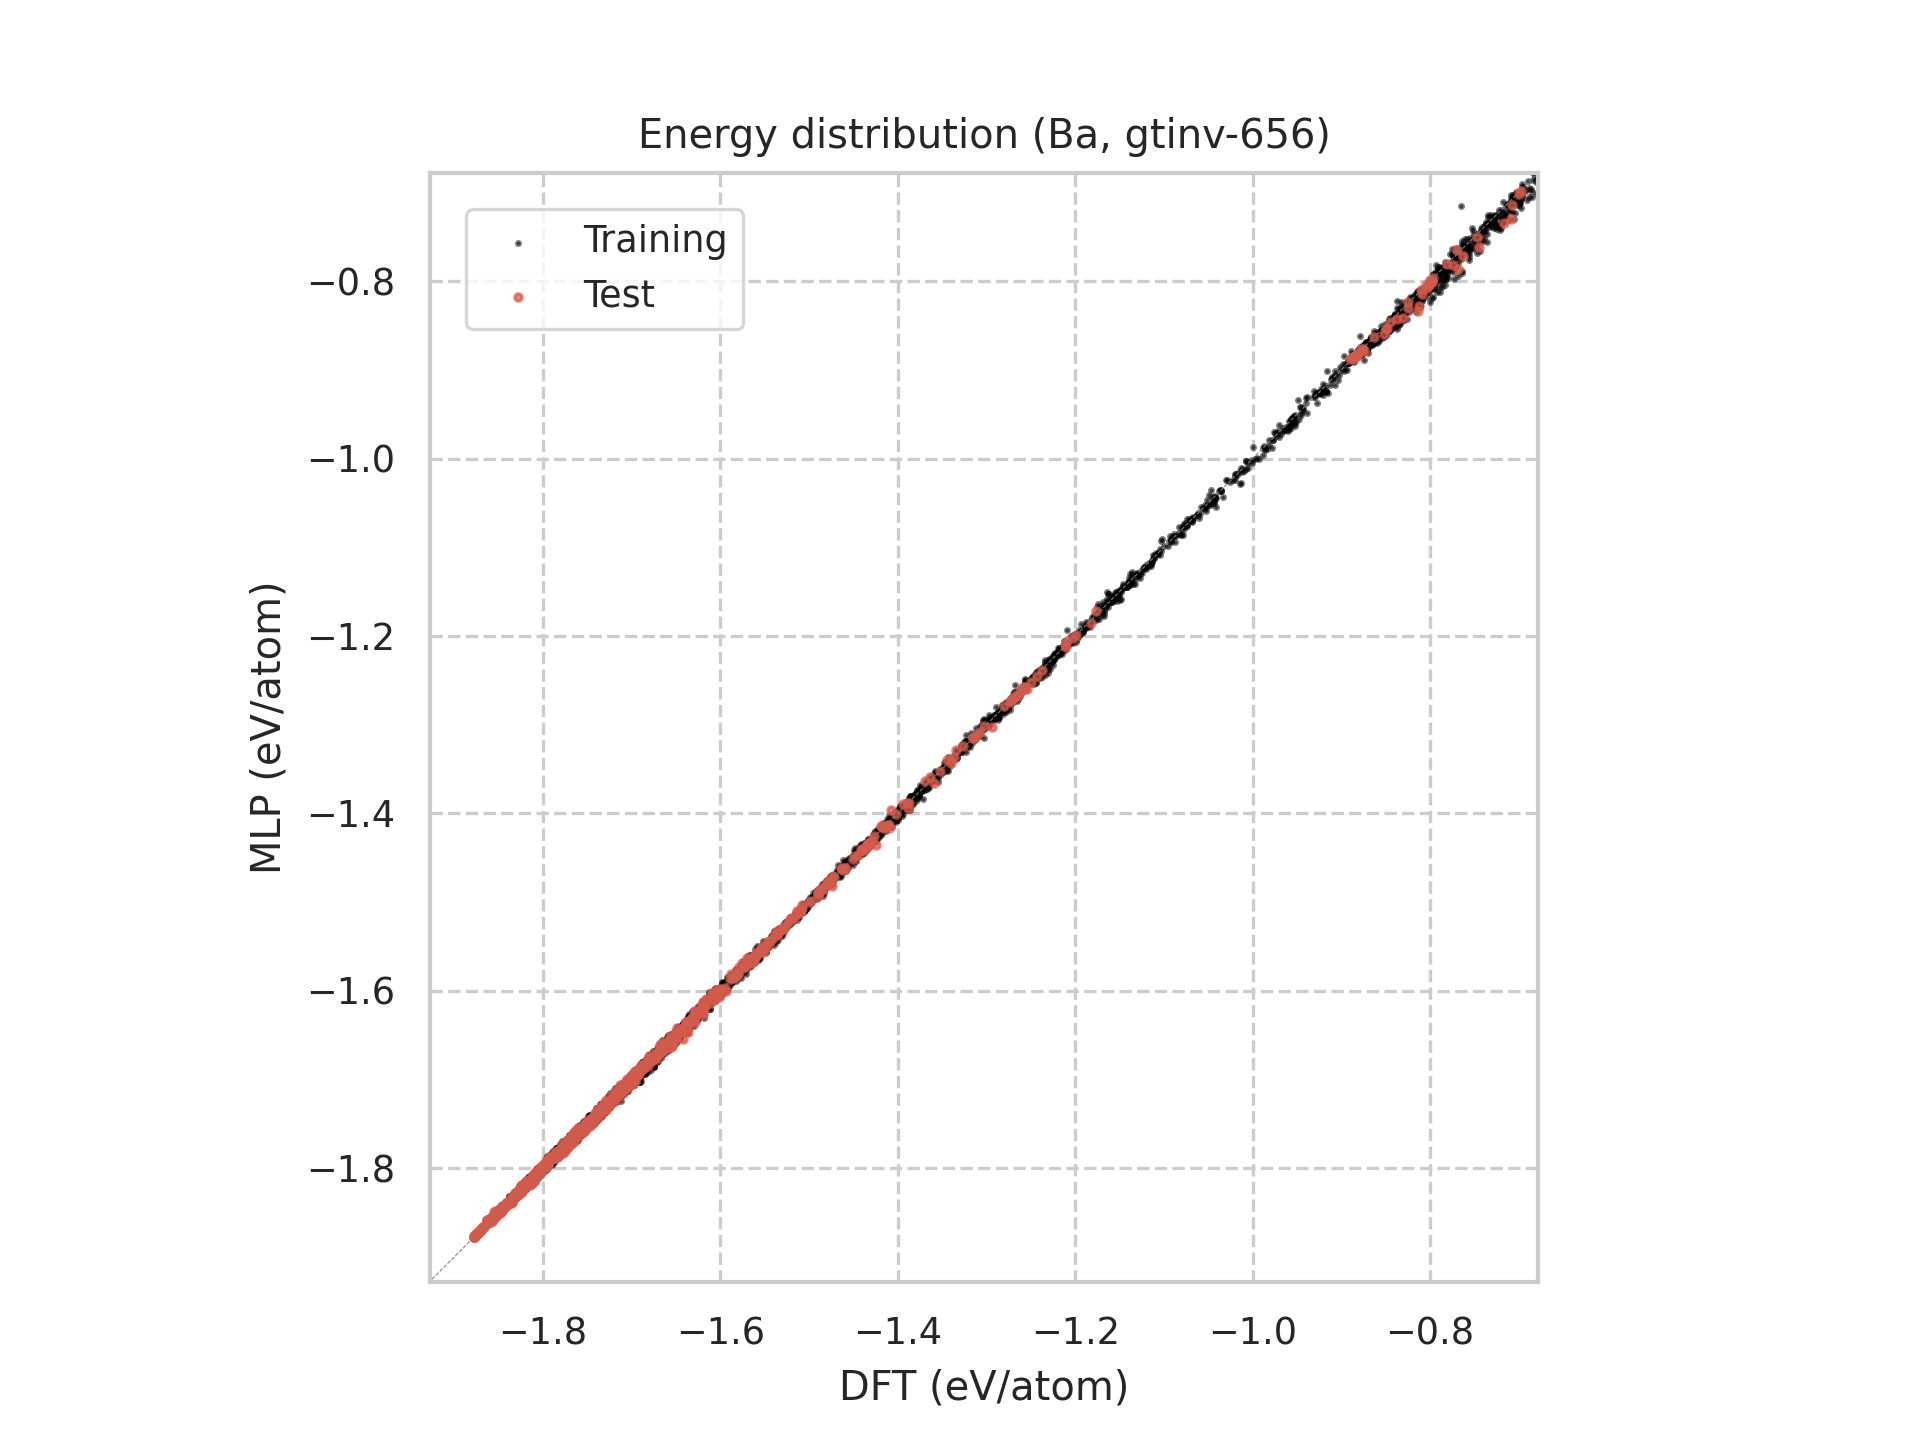 Energy distribution (Ba, gtinv-656)
Training
Test
−0.8
−1.0
−1.2
−1.4
−1.6
−1.8
MLP (eV/atom)
−1.8
−1.6
−1.4
−1.2
−1.0
−0.8
DFT (eV/atom)